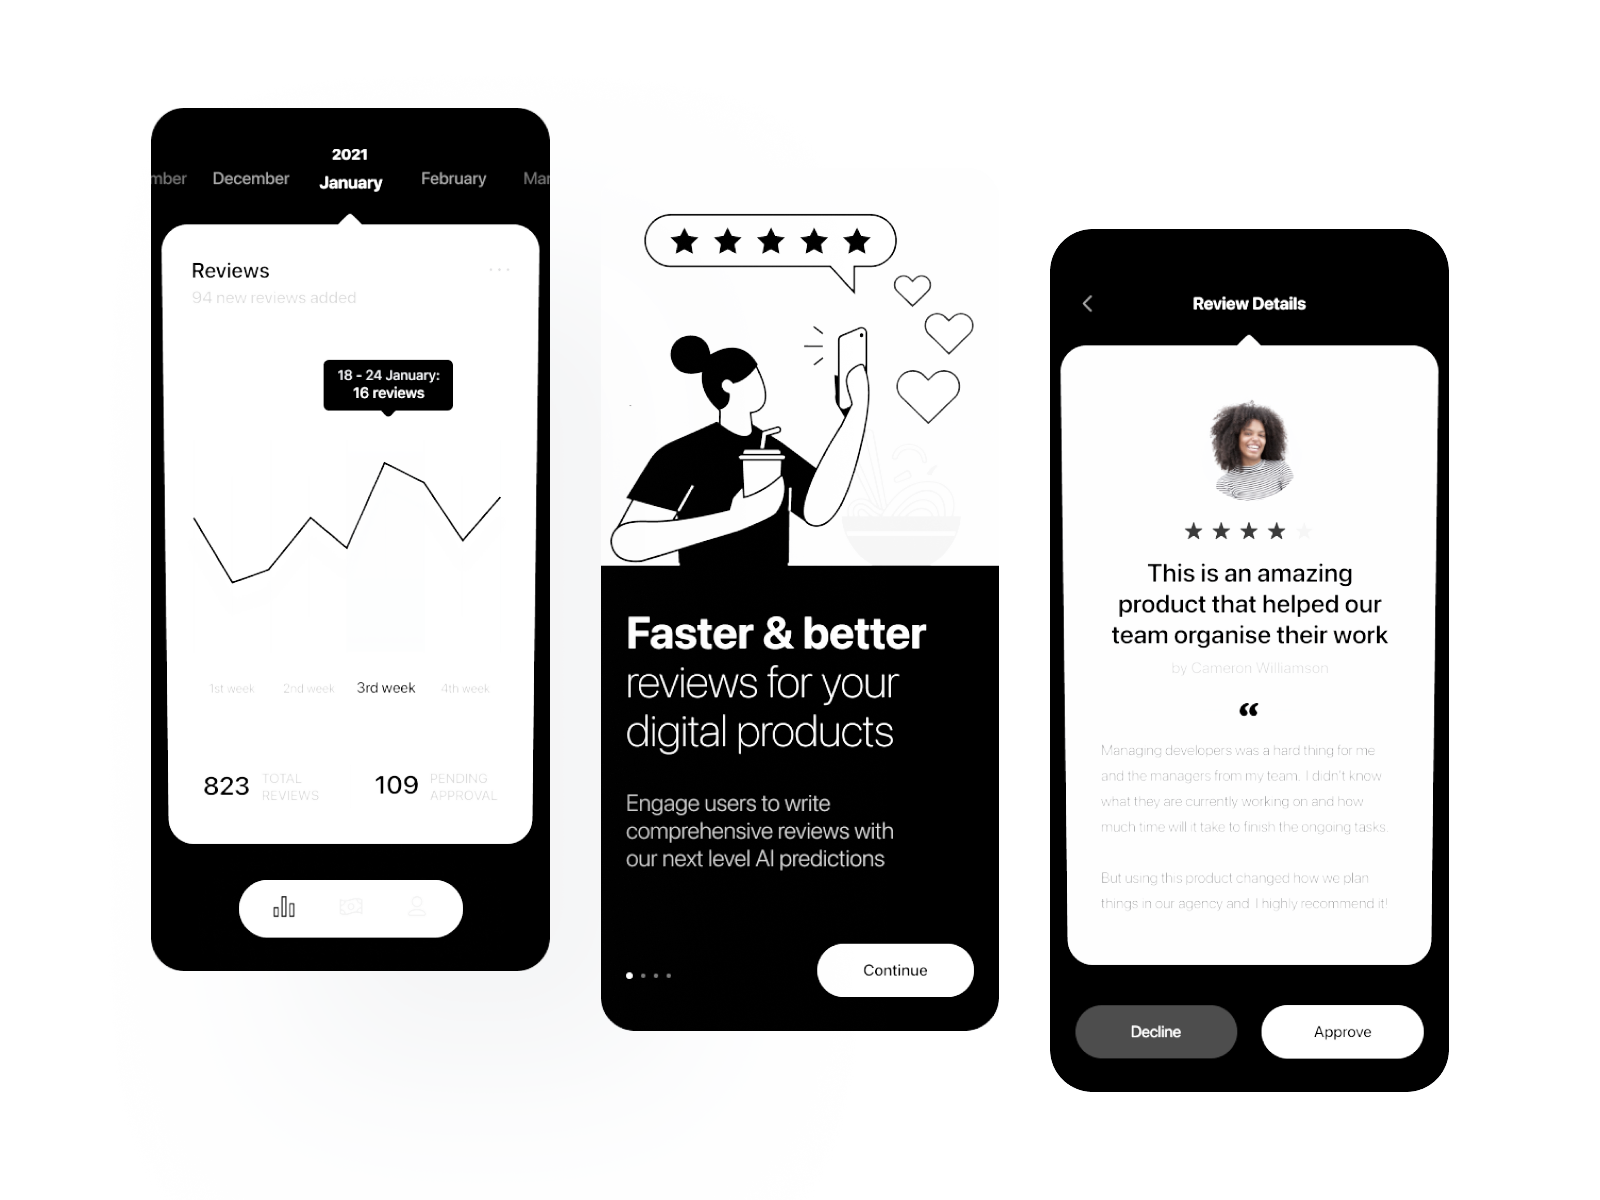 2021
mber December January February Mar
Reviews
94 new reviews added
18 - 24 January:
16 reviews
1st week 2nd week 3rd week 4th week
823 TOTAL REVIEWS 109 PENDING APPROVAL
Faster & better
reviews for your
digital products
Engage users to write
comprehensive reviews with
our next level AI predictions
Continue
Review Details
This is an amazing
product that helped our
team organise their work
by Cameron Williamson
“
Managing developers was a hard thing for me
and the managers from my team. I didn't know
what they are currently working on and how
much time will it take to finish the ongoing tasks.
But using this product changed how we plan
things in our agency and I highly recommend it!
Decline Approve